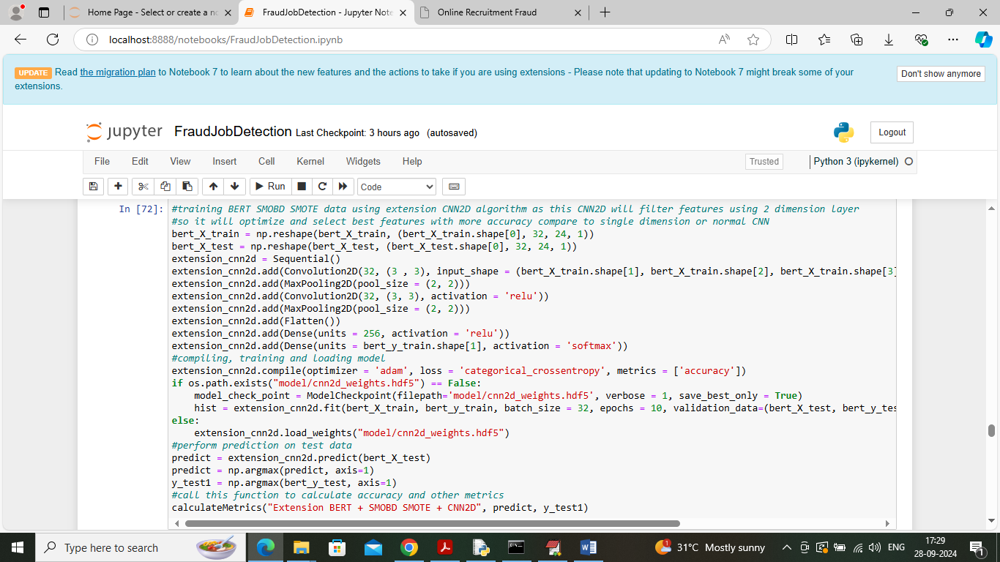 Home Page - Select or create a no
FraudJobDetection - Jupyter Note
Online Recruitment Fraud
localhost:8888/notebooks/FraudJobDetection.ipynb
UPDATE Read the migration plan to Notebook 7 to learn about the new features and the actions to take if you are using extensions - Please note that updating to Notebook 7 might break some of your
extensions.
Don't show anymore
jupyter FraudJobDetection Last Checkpoint: 3 hours ago (autosaved)
Logout
File Edit View Insert Cell Kernel Widgets Help
Trusted
Python 3 (ipykernel)
Run
Code
In [72]:
#training BERT SMOBD SMOTE data using extension CNN2D algorithm as this CNN2D will filter features using 2 dimension layer
#so it will optimize and select best features with more accuracy compare to single dimension or normal CNN
bert_X_train = np.reshape(bert_X_train, (bert_X_train.shape[0], 32, 24, 1))
bert_X_test = np.reshape(bert_X_test, (bert_X_test.shape[0], 32, 24, 1))
extension_cnn2d = Sequential()
extension_cnn2d.add(Convolution2D(32, (3 , 3), input_shape = (bert_X_train.shape[1], bert_X_train.shape[2], bert_X_train.shape[3]
extension_cnn2d.add(MaxPooling2D(pool_size = (2, 2)))
extension_cnn2d.add(Convolution2D(32, (3, 3), activation = 'relu'))
extension_cnn2d.add(MaxPooling2D(pool_size = (2, 2)))
extension_cnn2d.add(Flatten())
extension_cnn2d.add(Dense(units = 256, activation = 'relu'))
extension_cnn2d.add(Dense(units = bert_y_train.shape[1], activation = 'softmax'))
#compiling, training and loading model
extension_cnn2d.compile(optimizer = 'adam', loss = 'categorical_crossentropy', metrics = ['accuracy'])
if os.path.exists("model/cnn2d_weights.hdf5") == False:
    model_check_point = ModelCheckpoint(filepath='model/cnn2d_weights.hdf5', verbose = 1, save_best_only = True)
    hist = extension_cnn2d.fit(bert_X_train, bert_y_train, batch_size = 32, epochs = 10, validation_data=(bert_X_test, bert_y_tes
else:
    extension_cnn2d.load_weights("model/cnn2d_weights.hdf5")
#perform prediction on test data
predict = extension_cnn2d.predict(bert_X_test)
predict = np.argmax(predict, axis=1)
y_test1 = np.argmax(bert_y_test, axis=1)
#call this function to calculate accuracy and other metrics
calculateMetrics("Extension BERT + SMOBD SMOTE + CNN2D", predict, y_test1)
Type here to search
1
31°C Mostly sunny
ENG
17:29
28-09-2024
1